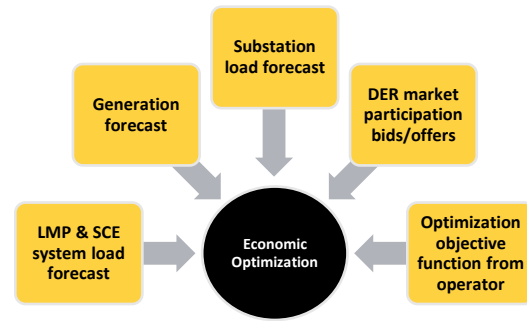 Substation
load forecast
Generation
forecast
DER market
participation
bids/offers
LMP & SCE
system load
forecast
Economic
Optimization
Optimization
objective
function from
operator